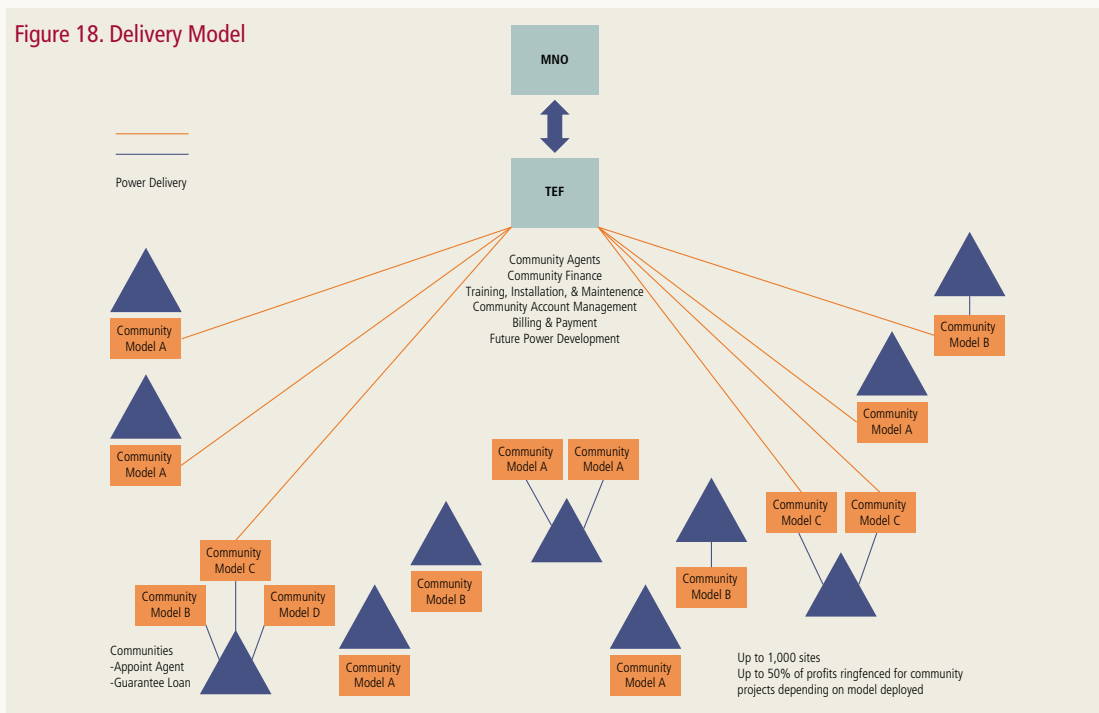 Figure 18. Delivery Model
MNO
TEF
Power Delivery
Community Agents
Community Finance
Training, Installation, & Maintenence
Community Account Management
Billing & Payment
Future Power Development
Community
Model A
Community
Model B
Community
Model A
Community
Model A
Community
Model A
Community
Model A
Community
Model C
Community
Model C
Community
Model C
Community
Model B
Community
Model D
Community
Model B
Community
Model B
Community
Model A
Community
Model A
Communities
-Appoint Agent
-Guarantee Loan
Up to 1,000 sites
Up to 50% of profits ringfenced for community
projects depending on model deployed